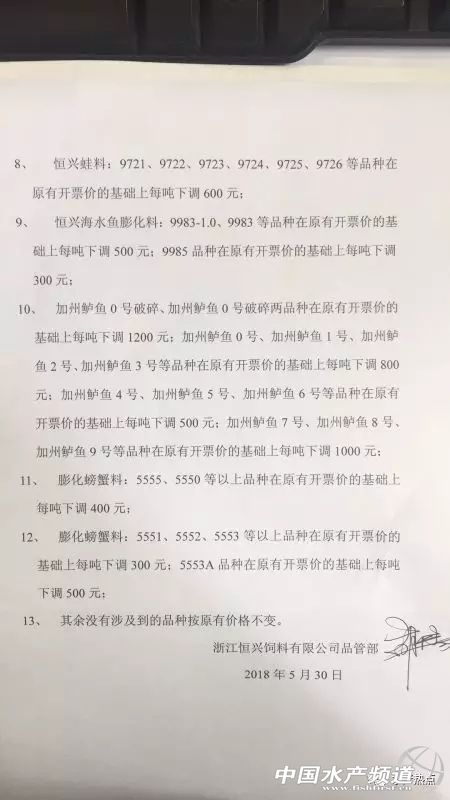 8、 恒兴蛙料：9721、9722、9723、9724、9725、9726 等品种在
原有开票价的基础上每吨下调 600 元；
9、 恒兴海水鱼膨化料：9983-1.0、9983 等品种在原有开票价的基
础上每吨下调 500 元；9985 品种在原有开票价的基础上每吨下调
300 元；
10、 加州鲈鱼 0 号破碎、加州鲈鱼 0 号破碎两品种在原有开票价的
基础上每吨下调 1200 元；加州鲈鱼 0 号、加州鲈鱼 1 号、加州鲈
鱼 2 号、加州鲈鱼 3 号等品种在原有开票价的基础上每吨下调 800
元；加州鲈鱼 4 号、加州鲈鱼 5 号、加州鲈鱼 6 号等品种在原有
开票价的基础上每吨下调 500 元；加州鲈鱼 7 号、加州鲈鱼 8 号、
加州鲈鱼 9 号等品种在原有开票价的基础上每吨下调 1000 元；
11、 膨化螃蟹料：5555、5550 等以上品种在原有开票价的基础上
每吨下调 400 元；
12、 膨化螃蟹料：5551、5552、5553 等以上品种在原有开票价的
基础上每吨下调 300 元；5553A 品种在原有开票价的基础上每吨
下调 500 元；
13、 其余没有涉及到的品种按原有价格不变。
浙江恒兴饲料有限公司品管部
2018 年 5 月 30 日
中国水产频道
www.fishfirst.cn
热点